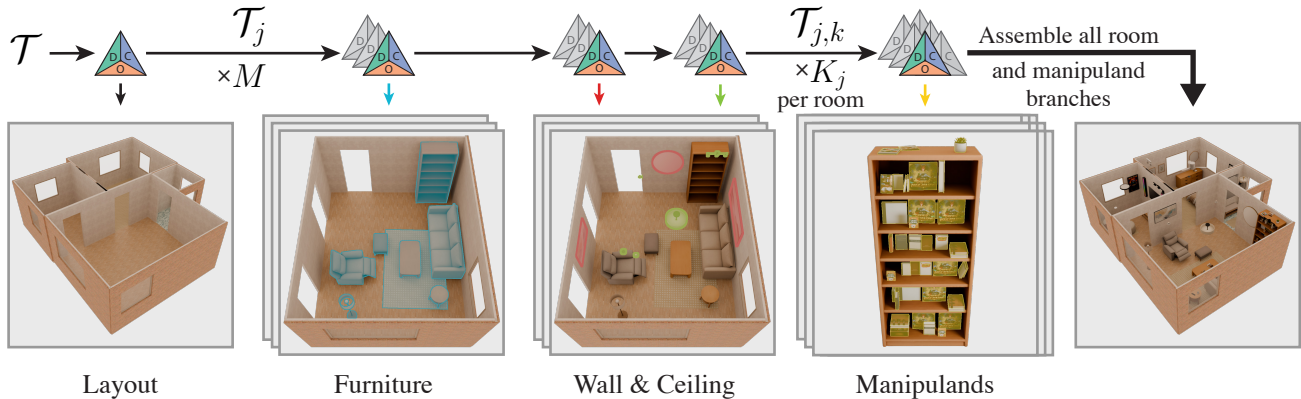 𝒯
D C
O
𝒯_j
×M
D
D
D C
O
D
D
D C
O
D
D
D C
O
𝒯_{j,k}
×K_j
per room
D C
O
Assemble all room
and manipuland
branches
Layout
Furniture
Wall & Ceiling
Manipulands